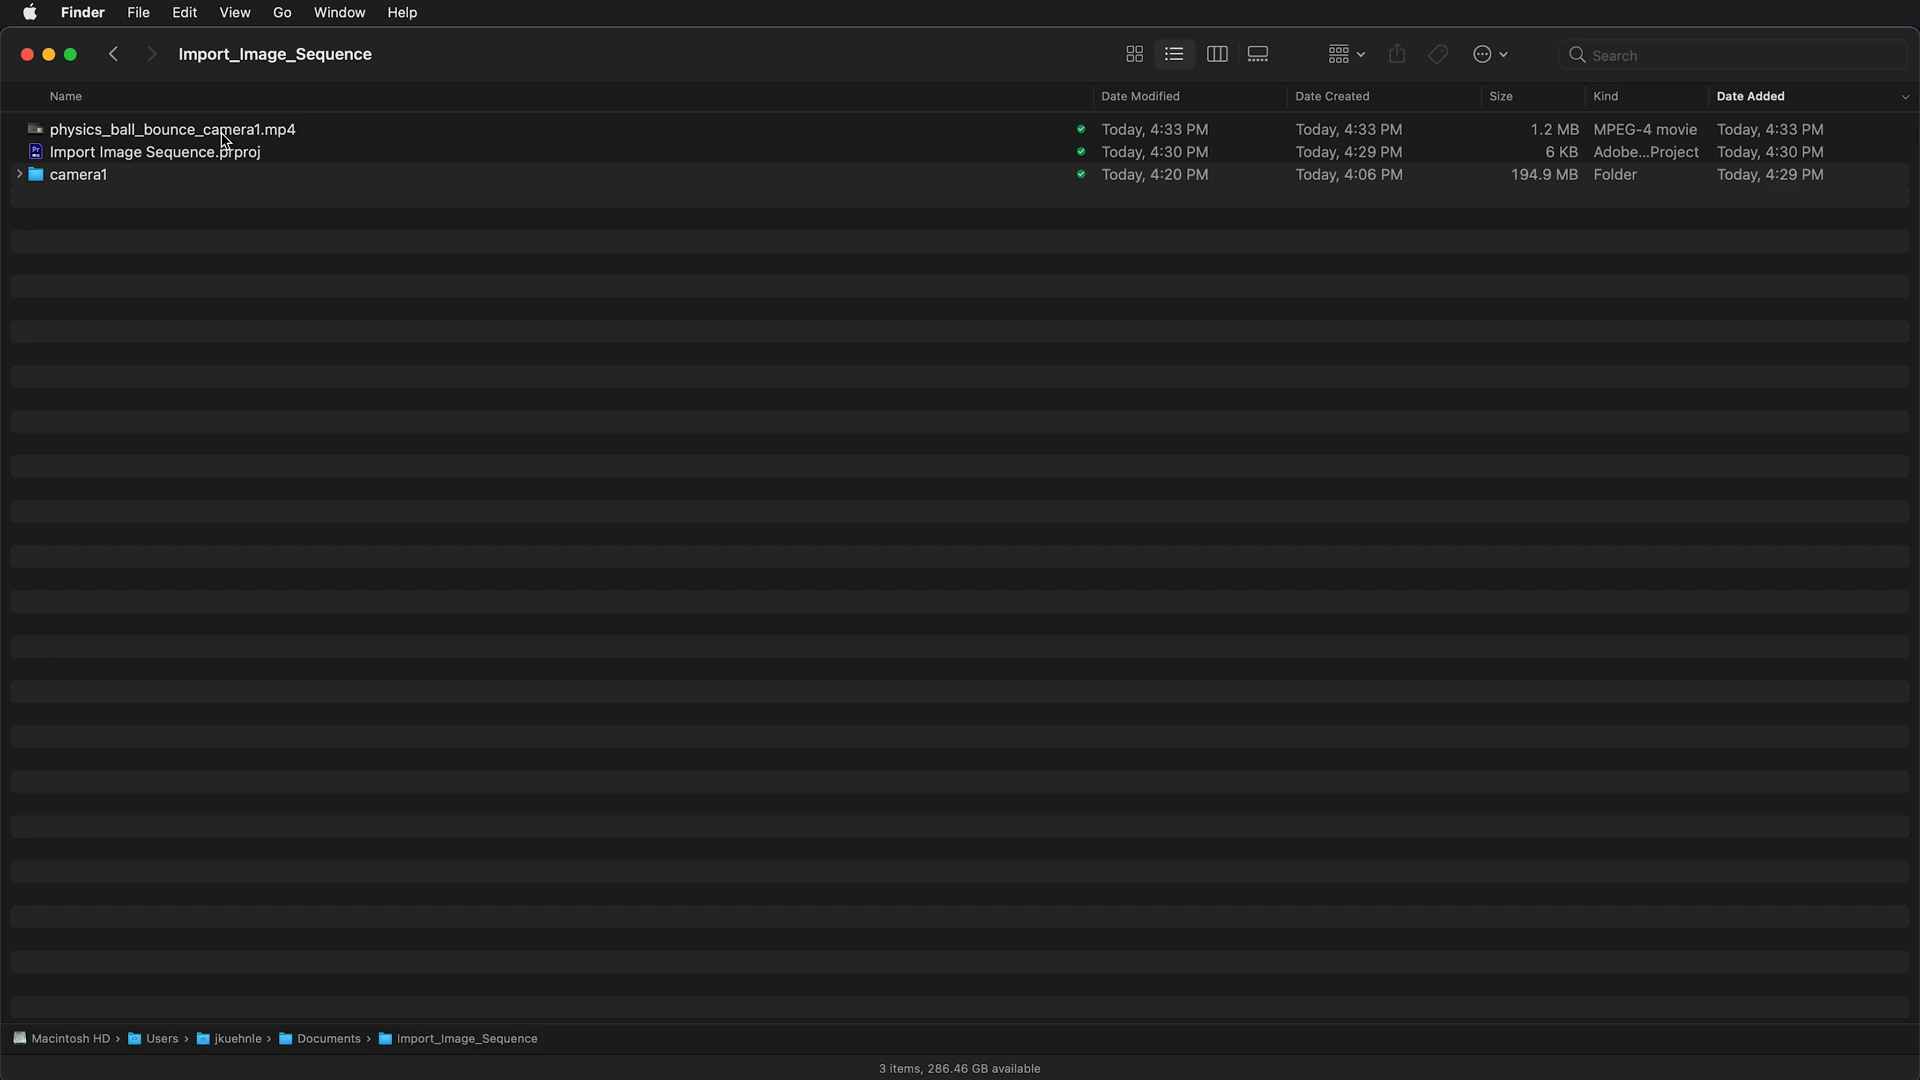 Finder File Edit View Go Window Help
Import_Image_Sequence
Search
Name Date Modified Date Created Size Kind Date Added
physics_ball_bounce_camera1.mp4 Today, 4:33 PM Today, 4:33 PM 1.2 MB MPEG-4 movie Today, 4:33 PM
Pr Import Image Sequence.prproj Today, 4:30 PM Today, 4:29 PM 6 KB Adobe...Project Today, 4:30 PM
camera1 Today, 4:20 PM Today, 4:06 PM 194.9 MB Folder Today, 4:29 PM
Macintosh HD › Users › jkuehnle › Documents › Import_Image_Sequence
3 items, 286.46 GB available